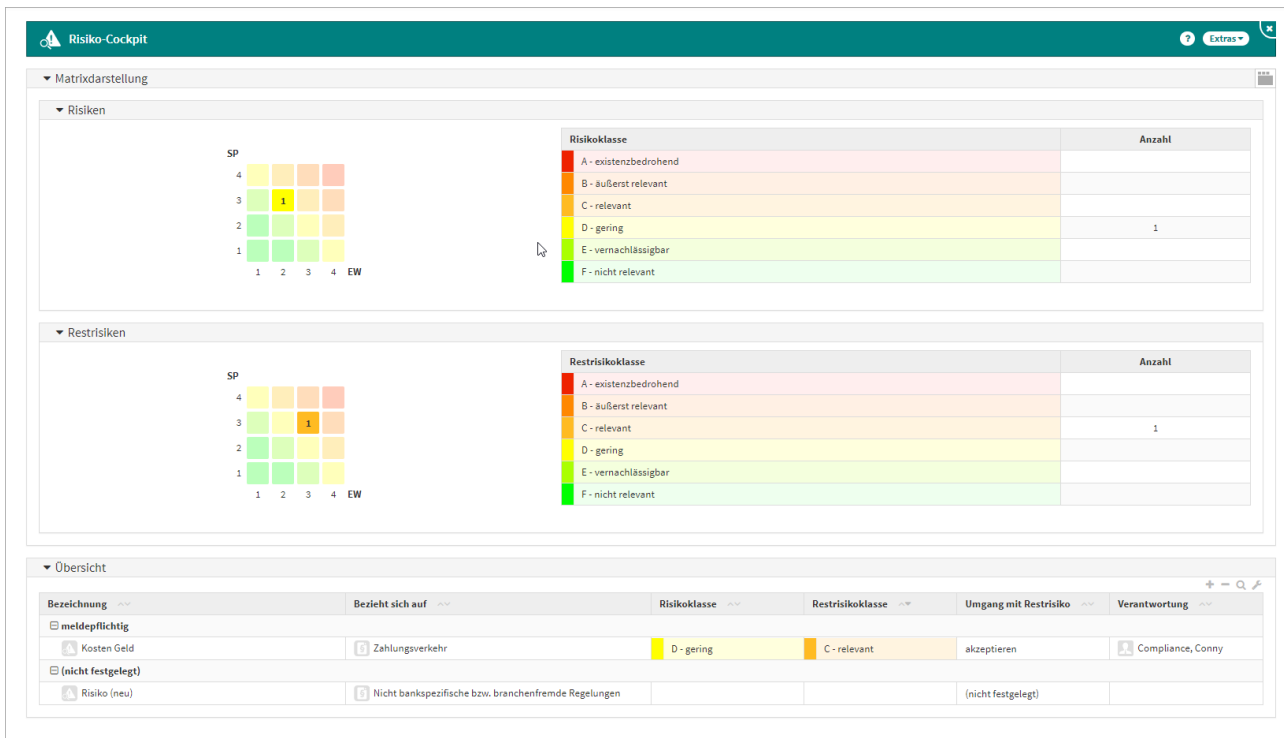 Risiko-Cockpit
? Extras
Matrixdarstellung
Risiken
SP
4
3 1
2
1
1 2 3 4 EW
Risikoklasse Anzahl
A - existenzbedrohend
B - äußerst relevant
C - relevant
D - gering 1
E - vernachlässigbar
F - nicht relevant
Restrisiken
SP
4
3 1
2
1
1 2 3 4 EW
Restrisikoklasse Anzahl
A - existenzbedrohend
B - äußerst relevant
C - relevant 1
D - gering
E - vernachlässigbar
F - nicht relevant
Übersicht
Bezeichnung Bezieht sich auf Risikoklasse Restrisikoklasse Umgang mit Restrisiko Verantwortung
meldepflichtig
Kosten Geld § Zahlungsverkehr D - gering C - relevant akzeptieren Compliance, Conny
(nicht festgelegt)
Risiko (neu) § Nicht bankspezifische bzw. branchenfremde Regelungen (nicht festgelegt)